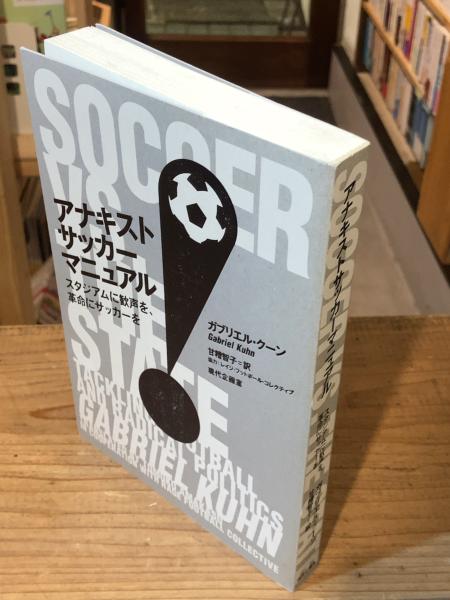 SOCCER
VS.
THE
STATE
TACKLING FOOTBALL
AND RADICAL POLITICS
GABRIEL KUHN
FOOTBALL COLLECTIVE
アナキスト
サッカー
マニュアル
スタジアムに歓声を、
革命にサッカーを
ガブリエル・クーン
Gabriel Kuhn
甘糟智子=訳
協力:レイン・フットボール・コレクティブ
現代企画室
アナキストサッカーマニュアル